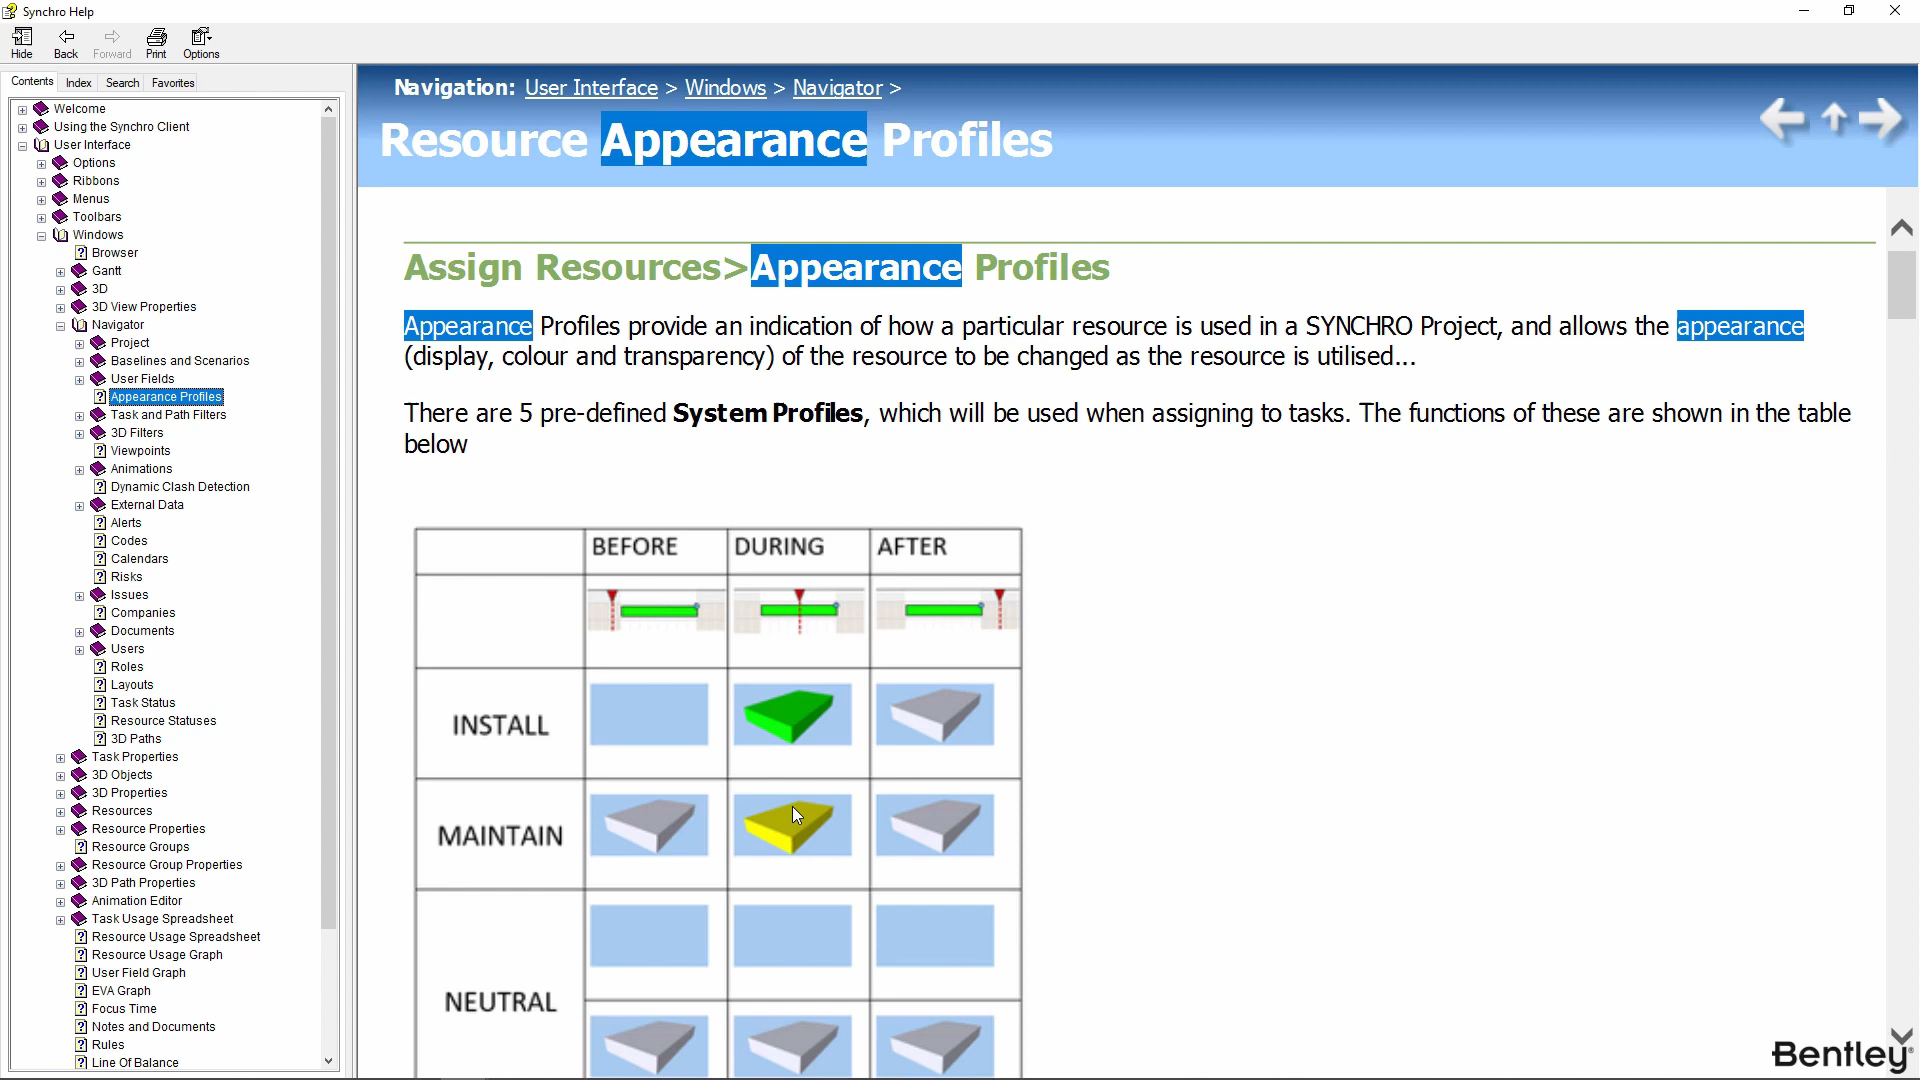 Synchro Help
Hide Back Forward Print Options
Contents Index Search Favorites
Welcome
Using the Synchro Client
User Interface
Options
Ribbons
Menus
Toolbars
Windows
Browser
Gantt
3D
3D View Properties
Navigator
Project
Baselines and Scenarios
User Fields
Appearance Profiles
Task and Path Filters
3D Filters
Viewpoints
Animations
Dynamic Clash Detection
External Data
Alerts
Codes
Calendars
Risks
Issues
Companies
Documents
Users
Roles
Layouts
Task Status
Resource Statuses
3D Paths
Task Properties
3D Objects
3D Properties
Resources
Resource Properties
Resource Groups
Resource Group Properties
3D Path Properties
Animation Editor
Task Usage Spreadsheet
Resource Usage Spreadsheet
Resource Usage Graph
User Field Graph
EVA Graph
Focus Time
Notes and Documents
Rules
Line Of Balance
Navigation: User Interface > Windows > Navigator >
Resource Appearance Profiles
Assign Resources>Appearance Profiles
Appearance Profiles provide an indication of how a particular resource is used in a SYNCHRO Project, and allows the appearance
(display, colour and transparency) of the resource to be changed as the resource is utilised...
There are 5 pre-defined System Profiles, which will be used when assigning to tasks. The functions of these are shown in the table
below
BEFORE DURING AFTER
INSTALL
MAINTAIN
NEUTRAL
Bentley